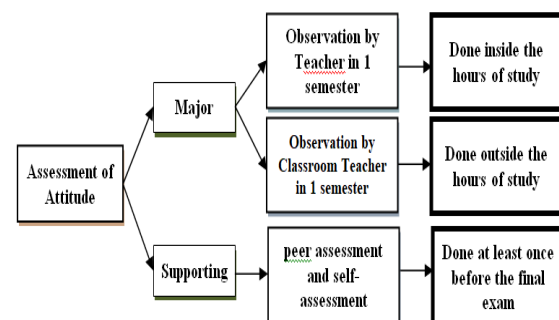 Assessment of
Attitude
Major
Supporting
Observation by
Teacher in 1
semester
Done inside the
hours of study
Observation by
Classroom Teacher
in 1 semester
Done outside the
hours of study
peer assessment
and self-
assessment
Done at least once
before the final
exam